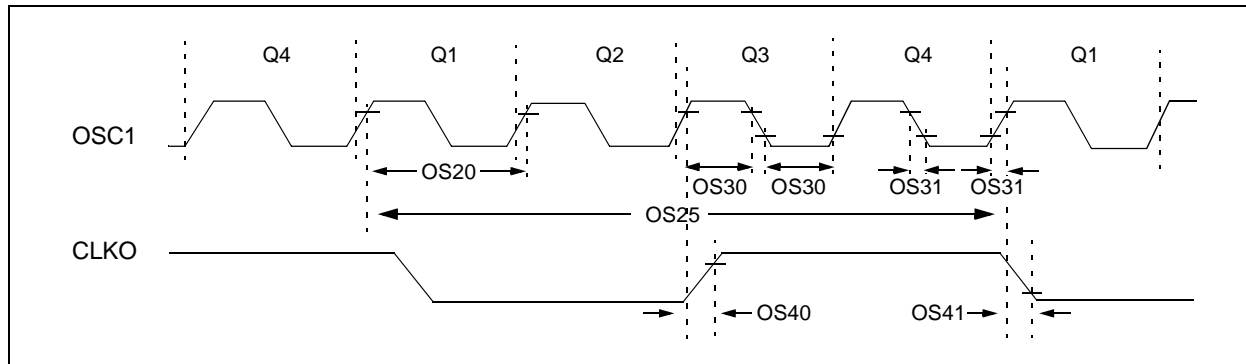 Q4 Q1 Q2 Q3 Q4 Q1
OSC1
OS20
OS30 OS30 OS31 OS31
OS25
CLKO
OS40 OS41